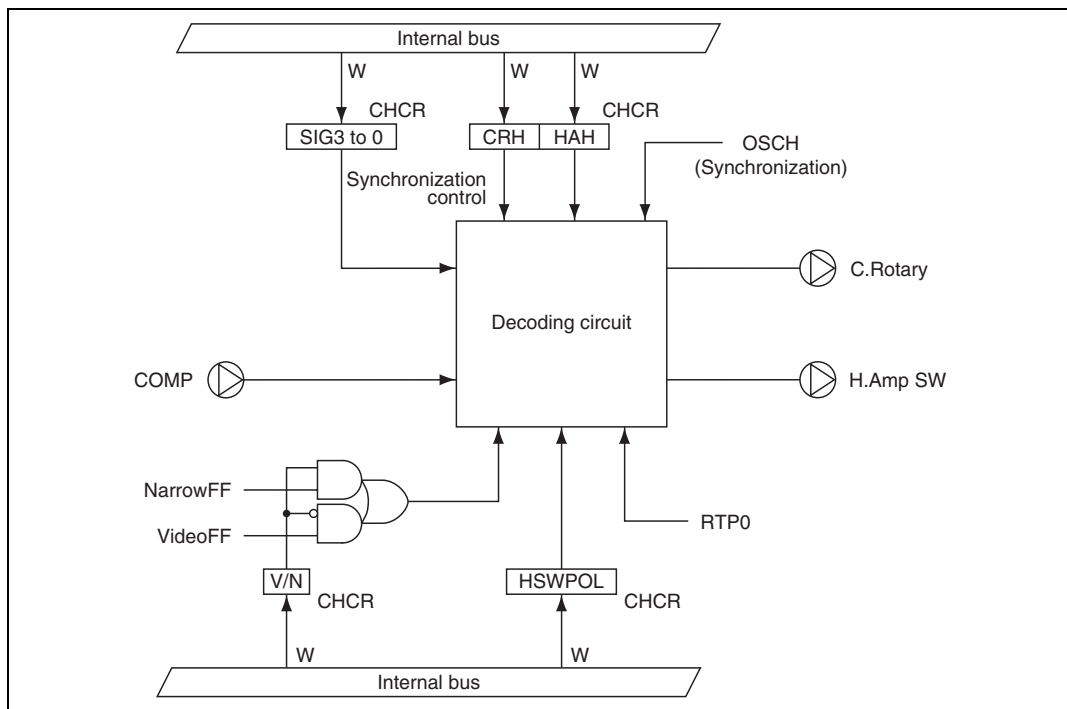 Internal bus
W
W
W
CHCR
CHCR
SIG3 to 0
CRH
HAH
OSCH
(Synchronization)
Synchronization
control
C.Rotary
Decoding circuit
COMP
H.Amp SW
NarrowFF
VideoFF
RTP0
V/N
HSWPOL
CHCR
CHCR
W
W
Internal bus